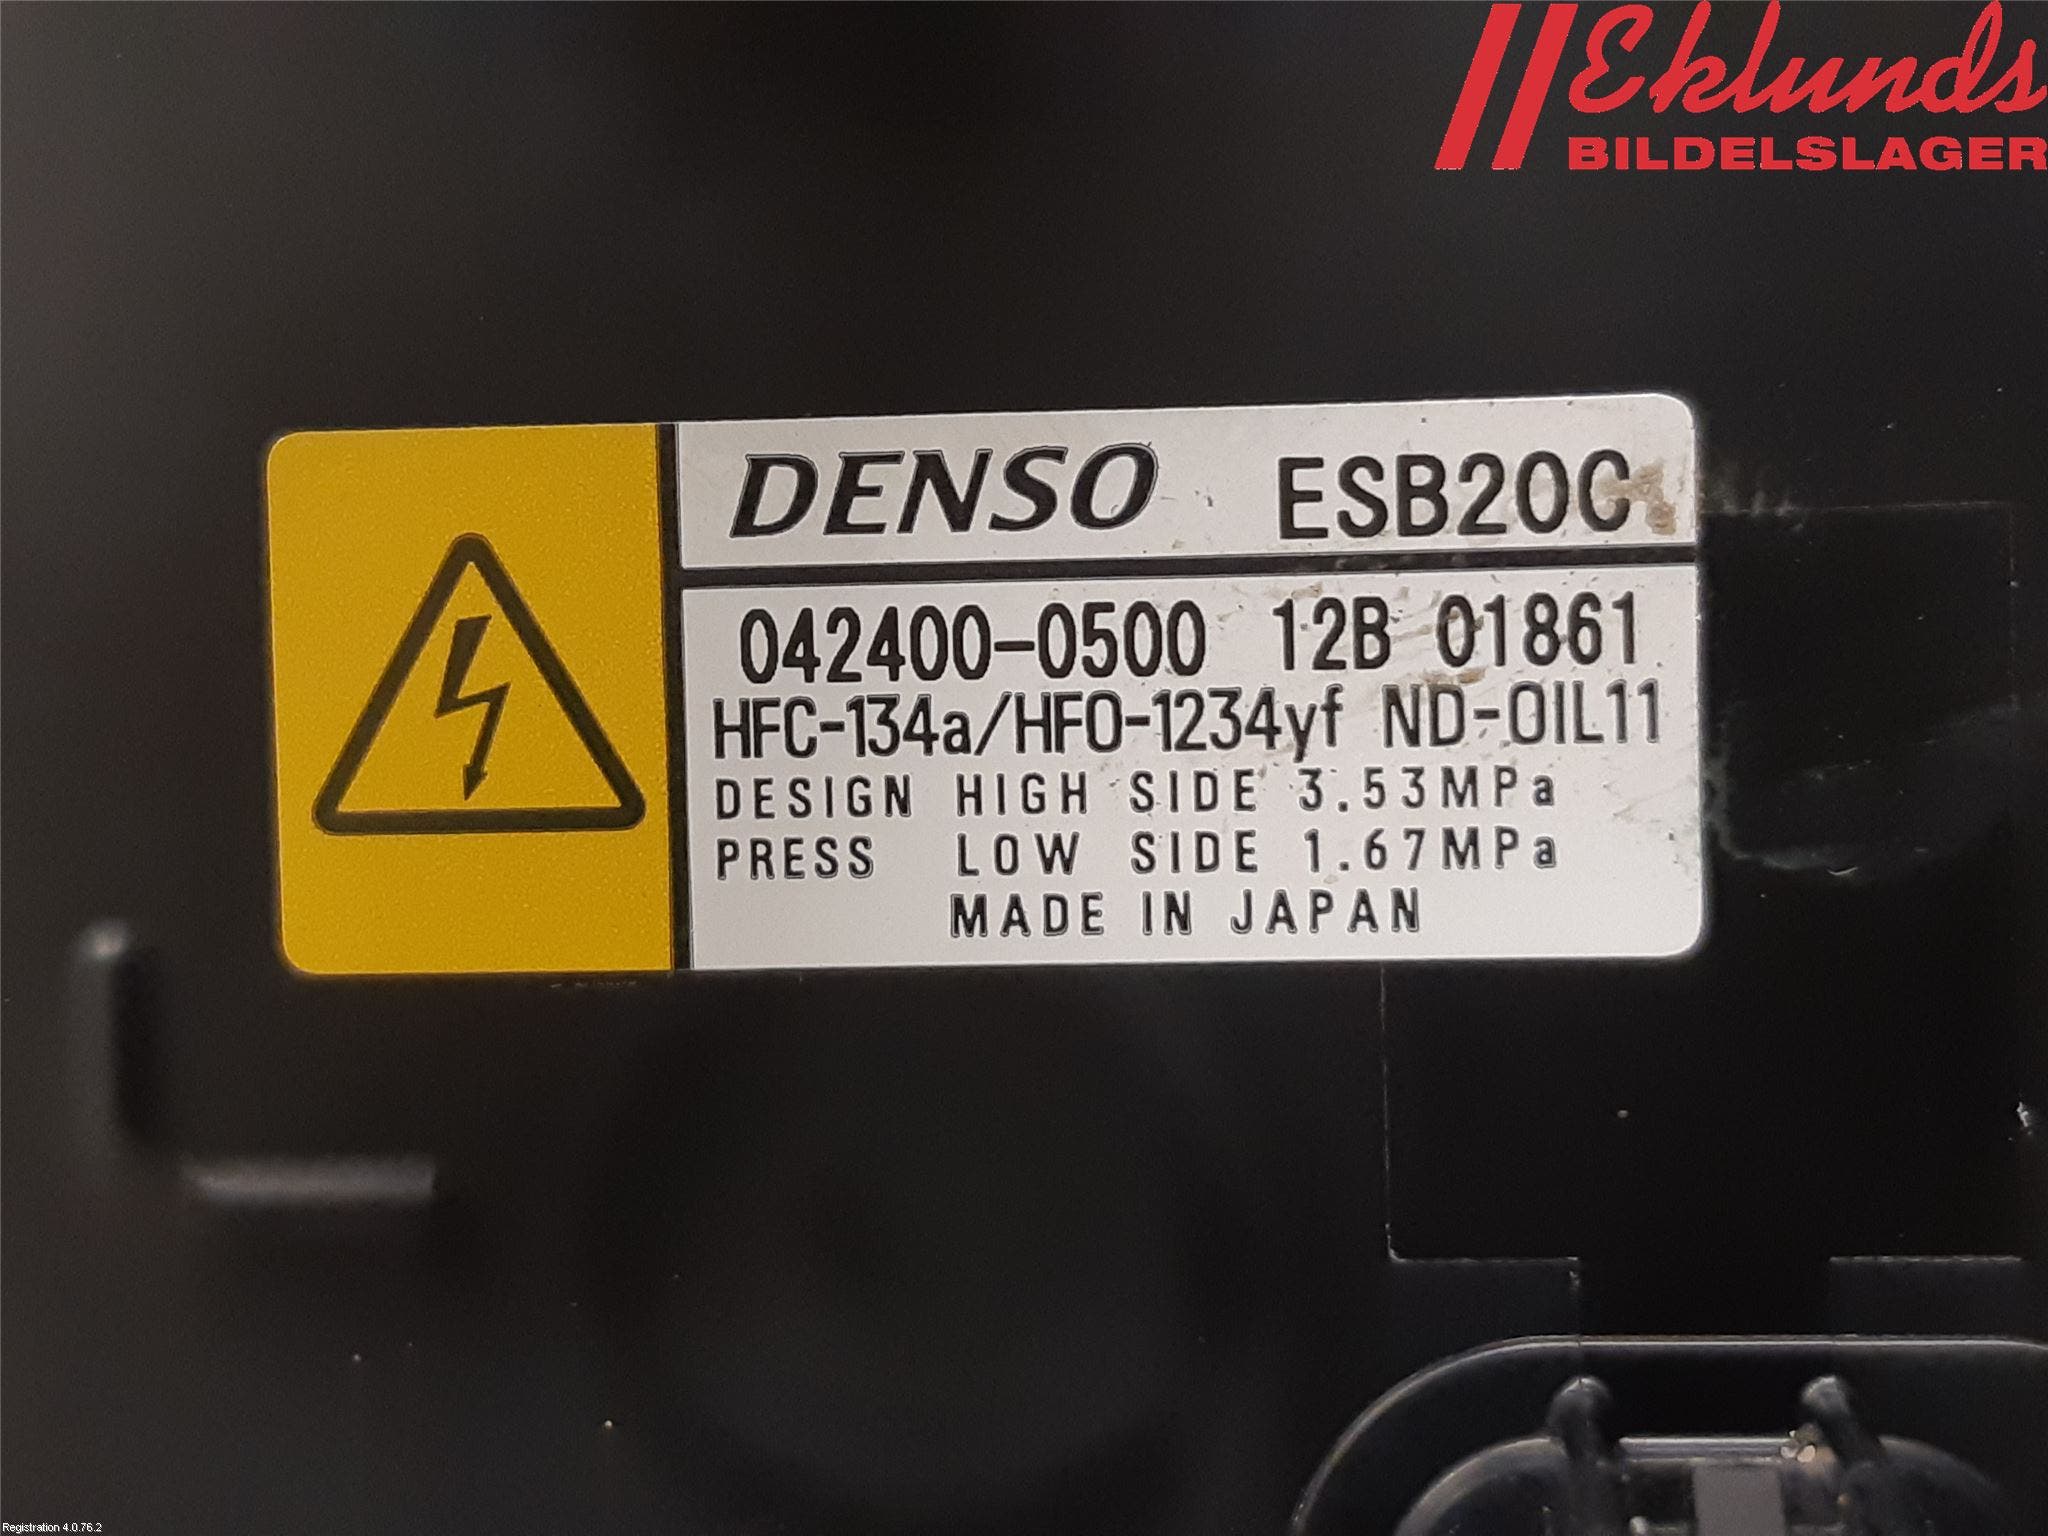 Eklunds
BILDELSLAGER
DENSO ESB20C
042400-0500 12B 01861
HFC-134a/HFO-1234yf ND-OIL11
DESIGN HIGH SIDE 3.53MPa
PRESS LOW SIDE 1.67MPa
MADE IN JAPAN
Registration 4.0.76.2